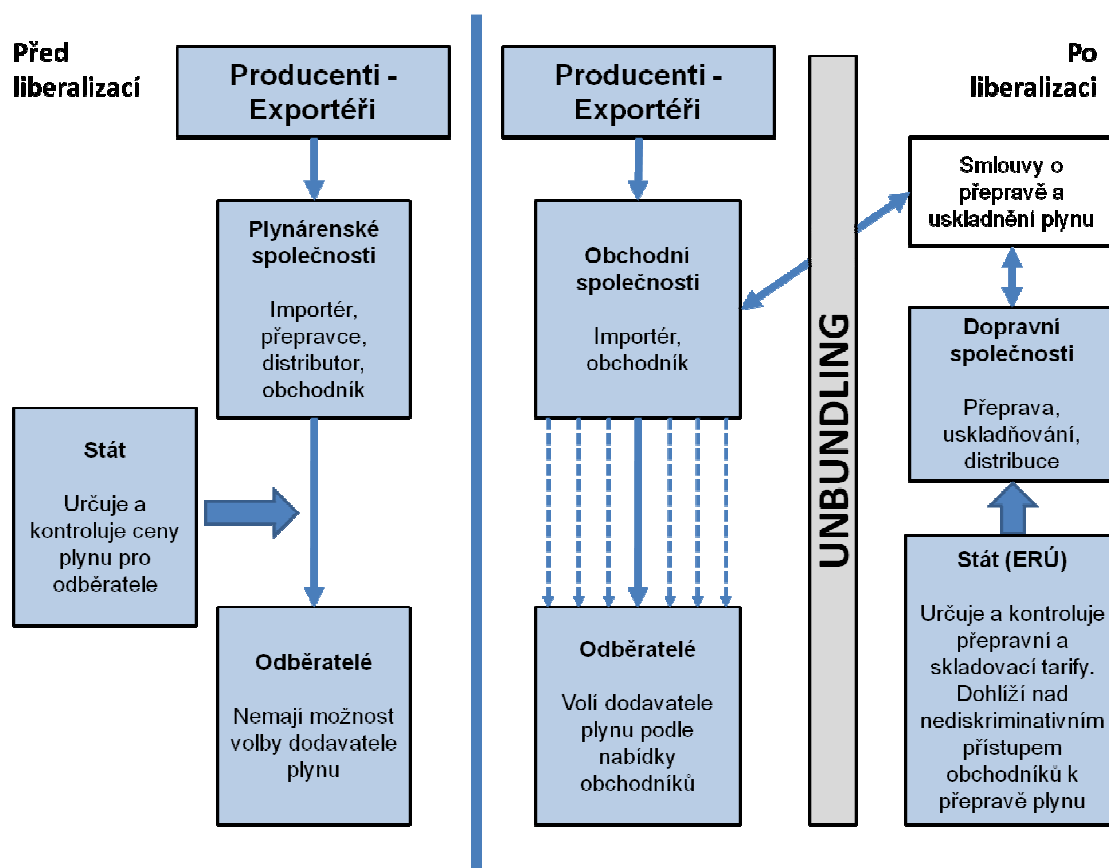 Před
liberalizací
Producenti -
Exportéři
Plynárenské
společnosti
Importér,
přepravce,
distributor,
obchodník
Stát
Určuje a
kontroluje ceny
plynu pro
odběratele
Odběratelé
Nemají možnost
volby dodavatele
plynu
Producenti -
Exportéři
Obchodní
společnosti
Importér,
obchodník
Odběratelé
Volí dodavatele
plynu podle
nabídky
obchodníků
UNBUNDLING
Po
liberalizaci
Smlouvy o
přepravě a
uskladnění plynu
Dopravní
společnosti
Přeprava,
uskladňování,
distribuce
Stát (ERÚ)
Určuje a kontroluje
přepravní a
skladovací tarify.
Dohlíží nad
nediskriminativním
přístupem
obchodníků k
přepravě plynu